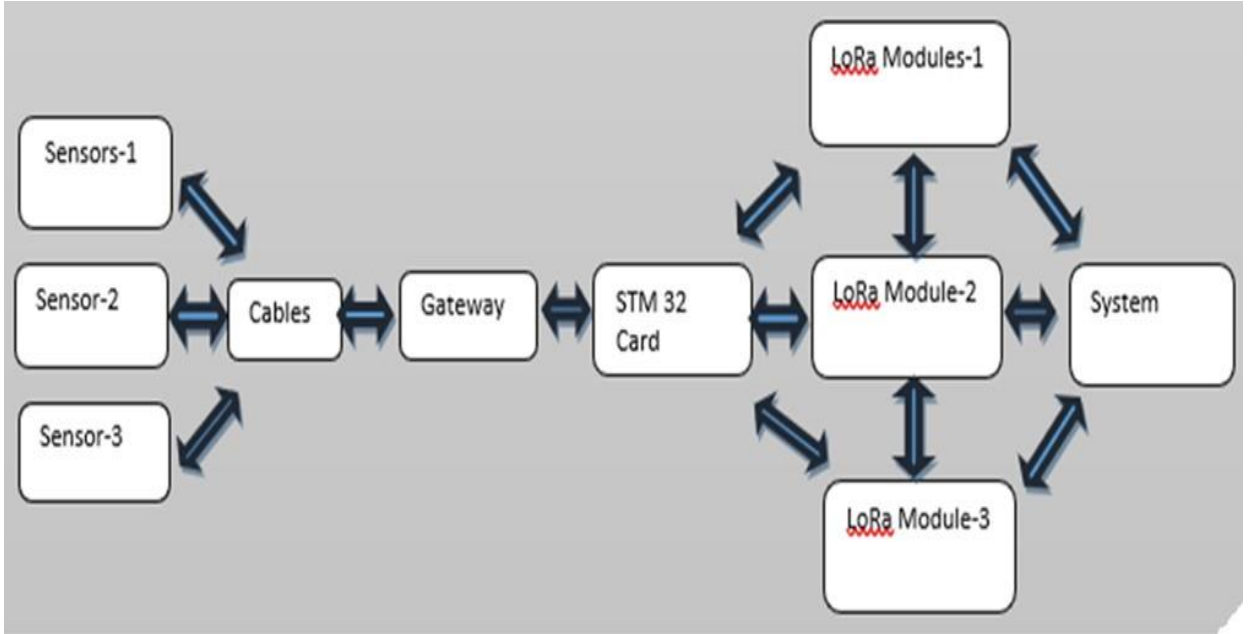 LoRa Modules-1
Sensors-1
Sensor-2
Cables
Gateway
STM 32
Card
LoRa Module-2
System
Sensor-3
LoRa Module-3